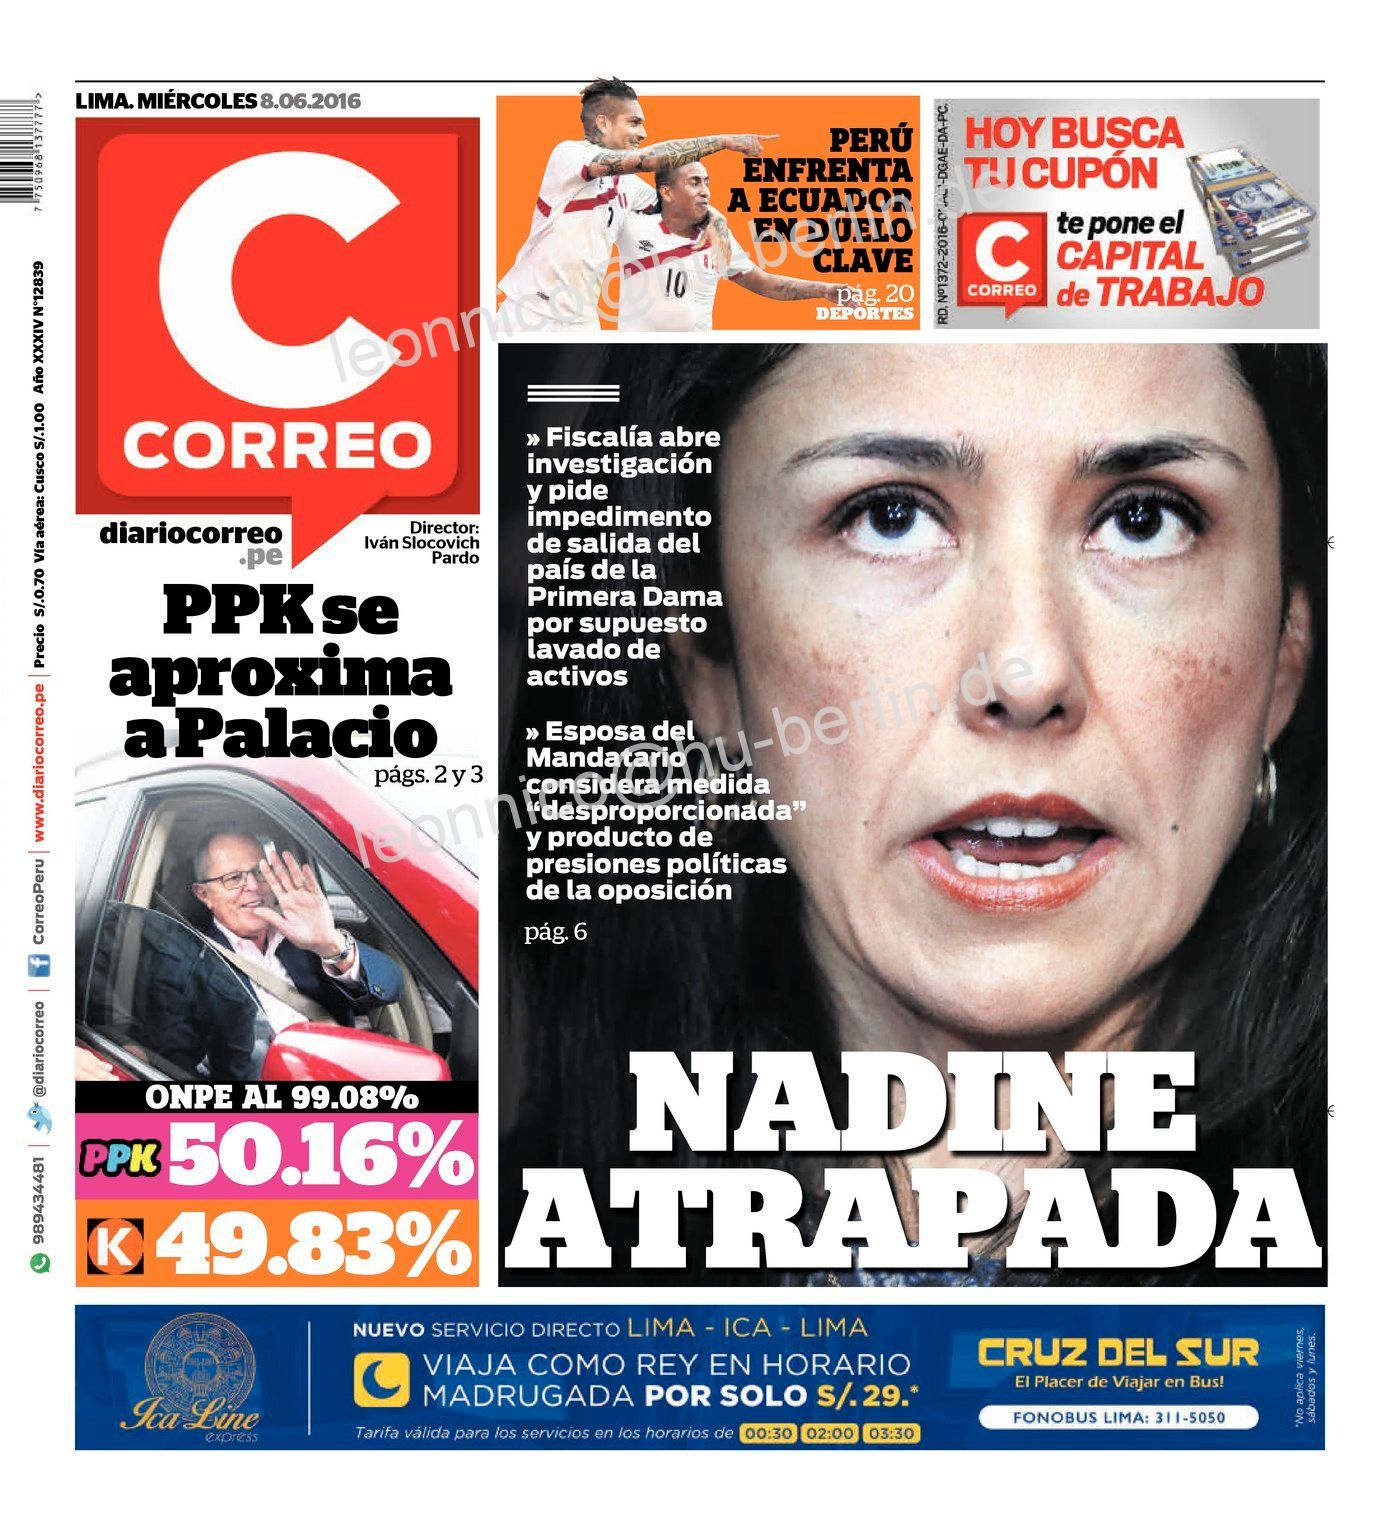 LIMA. MIÉRCOLES 8.06.2016
C
CORREO
diariocorreo
.pe
Director:
Iván Slocovich
Pardo
PERÚ
ENFRENTA
A ECUADOR
EN DUELO
CLAVE
pág. 20
DEPORTES
10
HOY BUSCA
TU CUPÓN
C
CORREO
te pone el
CAPITAL
de TRABAJO
PPK se
aproxima
a Palacio
págs. 2 y 3
ONPE AL 99.08%
PPK 50.16%
K 49.83%
» Fiscalía abre
investigación
y pide
impedimento
de salida del
país de la
Primera Dama
por supuesto
lavado de
activos
» Esposa del
Mandatario
considera medida
“desproporcionada”
y producto de
presiones políticas
de la oposición
pág. 6
NADINE
ATRAPADA
7 750968 137777 >
Precio S/.0.70 Vía aérea: Cusco S/.1.00 Año XXXIV N°12839
989434481 | @diariocorreo | CorreoPeru | www.diariocorreo.pe
Ica Line
express
NUEVO SERVICIO DIRECTO LIMA - ICA - LIMA
VIAJA COMO REY EN HORARIO
MADRUGADA POR SOLO S/.29.*
Tarifa válida para los servicios en los horarios de 00:30 02:00 03:30
CRUZ DEL SUR
El Placer de Viajar en Bus!
FONOBUS LIMA: 311-5050
*No aplica viernes,
sábados y lunes.
leonnico@hu-berlin.de
leonnico@hu-berlin.de